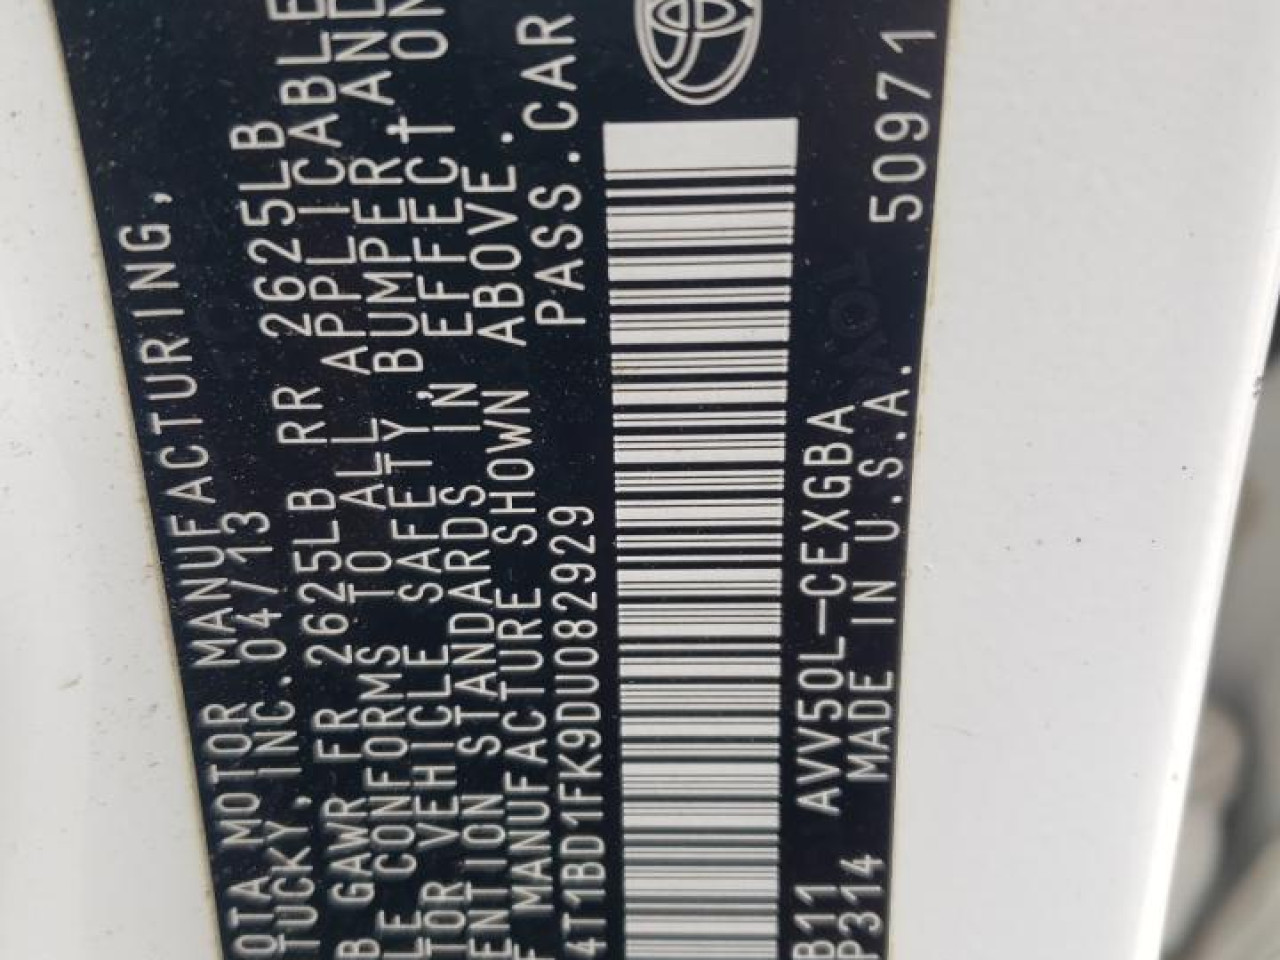 OTA MOTOR MANUFACTURING,
TUCKY, INC. 04/13
B GAWR FR 2625LB RR 2625LB
LE CONFORMS TO ALL APPLICABLE
TOR VEHICLE SAFETY, BUMPER, AND
ENTION STANDARDS IN EFFECT ON
F MANUFACTURE SHOWN ABOVE.
4T1BD1FK9DU082929 PASS.CAR
B11 AVV50L-CEXGBA
P314 MADE IN U.S.A. 50971